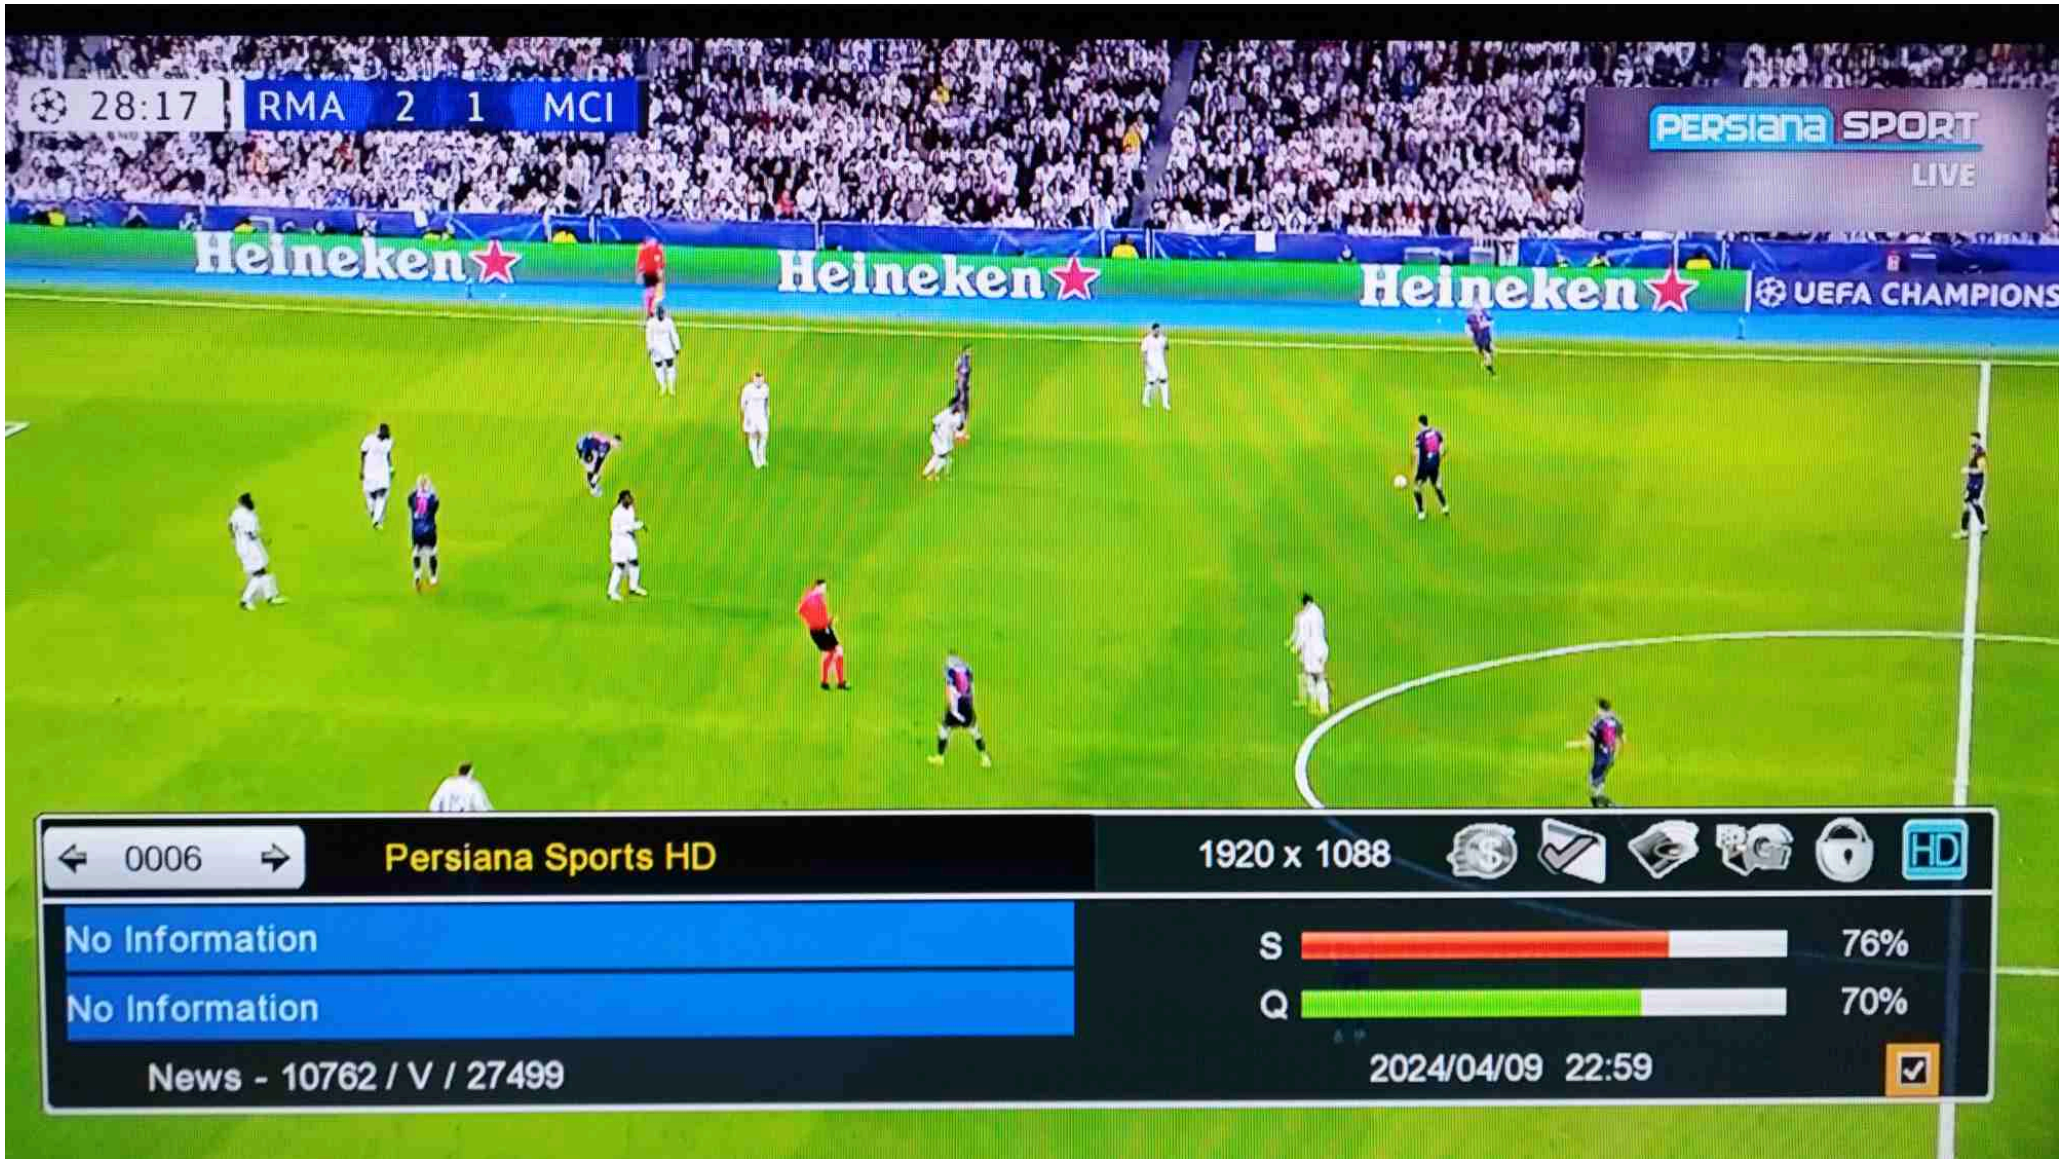 28:17 RMA 2 1 MCI
PERSIANA SPORT
LIVE
Heineken Heineken Heineken UEFA CHAMPIONS
0006 Persiana Sports HD 1920 x 1088 HD
No Information S 76%
No Information Q 70%
News - 10762 / V / 27499 2024/04/09 22:59